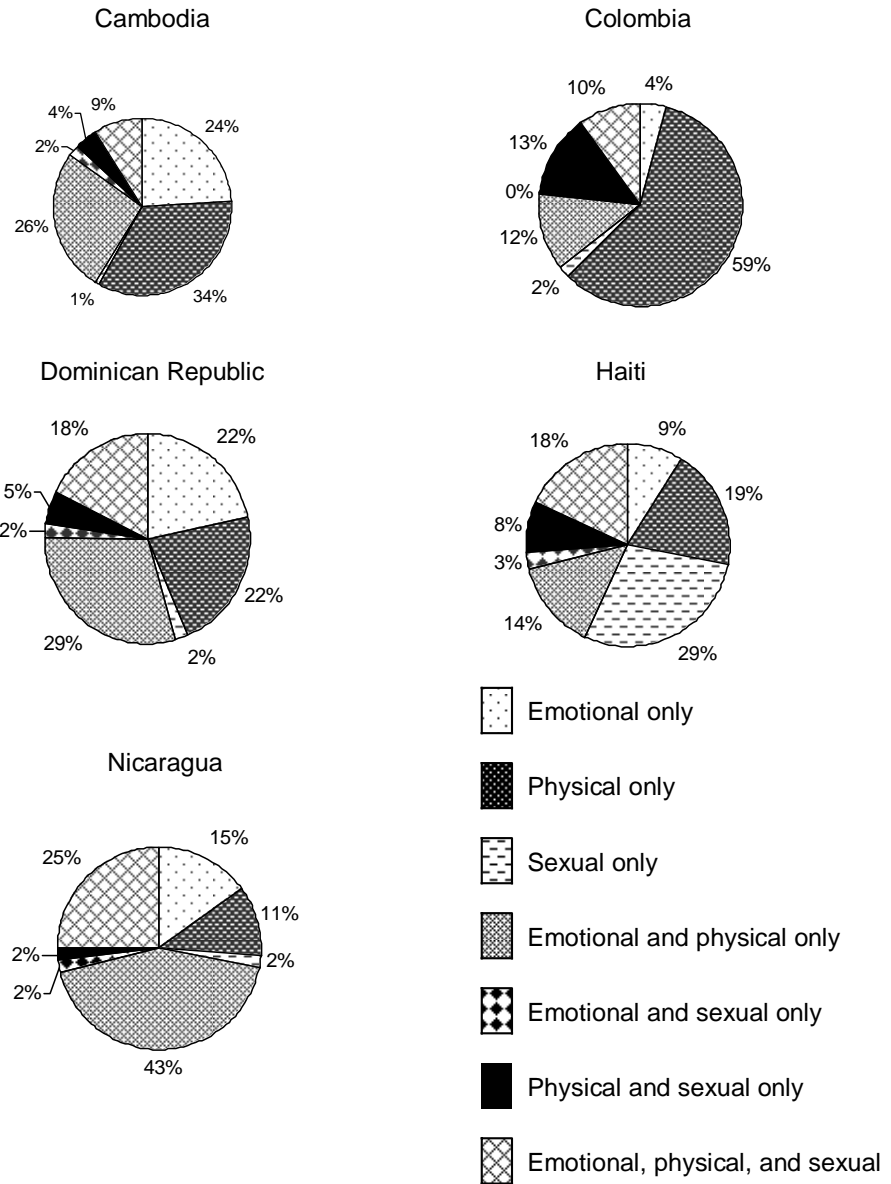 Cambodia
Colombia
4%
9%
24%
2%
26%
1%
34%
10%
4%
13%
0%
12%
2%
59%
Dominican Republic
Haiti
18%
22%
5%
2%
29%
2%
22%
18%
9%
19%
8%
3%
14%
29%
Nicaragua
25%
15%
11%
2%
2%
2%
43%
Emotional only
Physical only
Sexual only
Emotional and physical only
Emotional and sexual only
Physical and sexual only
Emotional, physical, and sexual